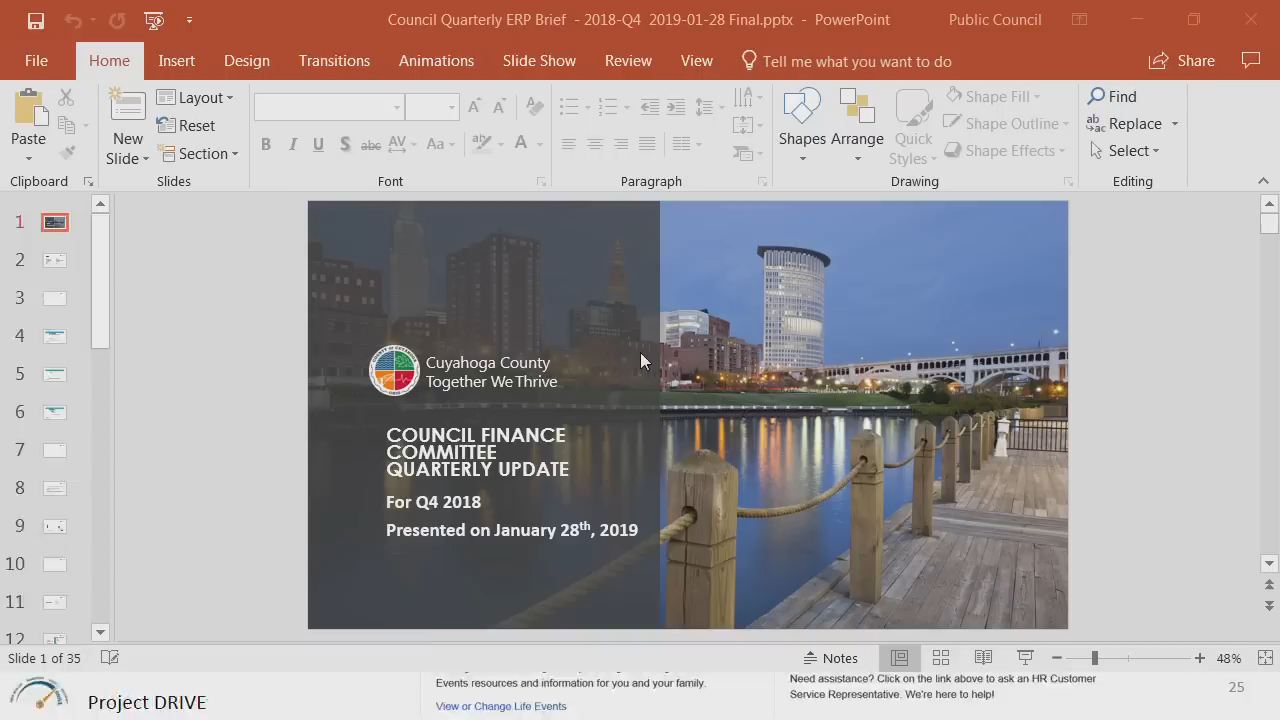 Council Quarterly ERP Brief - 2018-Q4 2019-01-28 Final.pptx - PowerPoint
Public Council
File
Home
Insert
Design
Transitions
Animations
Slide Show
Review
View
Tell me what you want to do
Share
Paste
Clipboard
New
Slide
Layout
Reset
Section
Slides
B
I
U
S
abc
AV
Aa
A
Font
Paragraph
Shapes
Arrange
Quick
Styles
Shape Fill
Shape Outline
Shape Effects
Drawing
Find
Replace
Select
Editing
1
2
3
4
5
6
7
8
9
10
11
12
Cuyahoga County
Together We Thrive
COUNCIL FINANCE
COMMITTEE
QUARTERLY UPDATE
For Q4 2018
Presented on January 28th, 2019
Slide 1 of 35
Notes
48%
Project DRIVE
Events resources and information for you and your family.
View or Change Life Events
Need assistance? Click on the link above to ask an HR Customer
Service Representative. We're here to help!
25